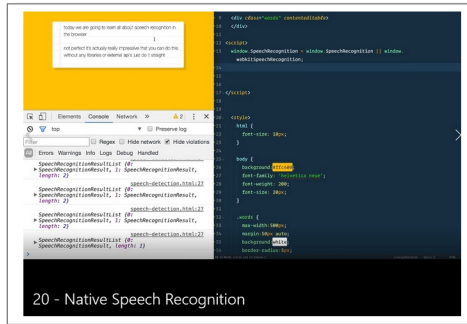 today we are going to learn all about speech recognition in
the browser
not perfect it's actually really impressive that you can do this
without any libraries or external api's Let do I straight
Elements Console Network » 2
top Preserve log
Filter Regex Hide network Hide violations
All Errors Warnings Info Logs Debug Handled
SpeechRecognitionResultList {0:
SpeechRecognitionResult, 1: SpeechRecognitionResult,
length: 2}
speech-detection.html:27
SpeechRecognitionResultList {0:
SpeechRecognitionResult, 1: SpeechRecognitionResult,
length: 2}
speech-detection.html:27
SpeechRecognitionResultList {0:
SpeechRecognitionResult, 1: SpeechRecognitionResult,
length: 2}
speech-detection.html:27
SpeechRecognitionResultList {0:
SpeechRecognitionResult, length: 1}
<div class="words" contenteditable>
</div>
<script>
window.SpeechRecognition = window.SpeechRecognition || window.
webkitSpeechRecognition;
</script>
<style>
html {
font-size: 10px;
}
body {
background:#ffc600;
font-family: 'helvetica neue';
font-weight: 200;
font-size: 20px;
}
.words {
max-width:500px;
margin:50px auto;
background:white;
border-radius:5px;
20 - Native Speech Recognition